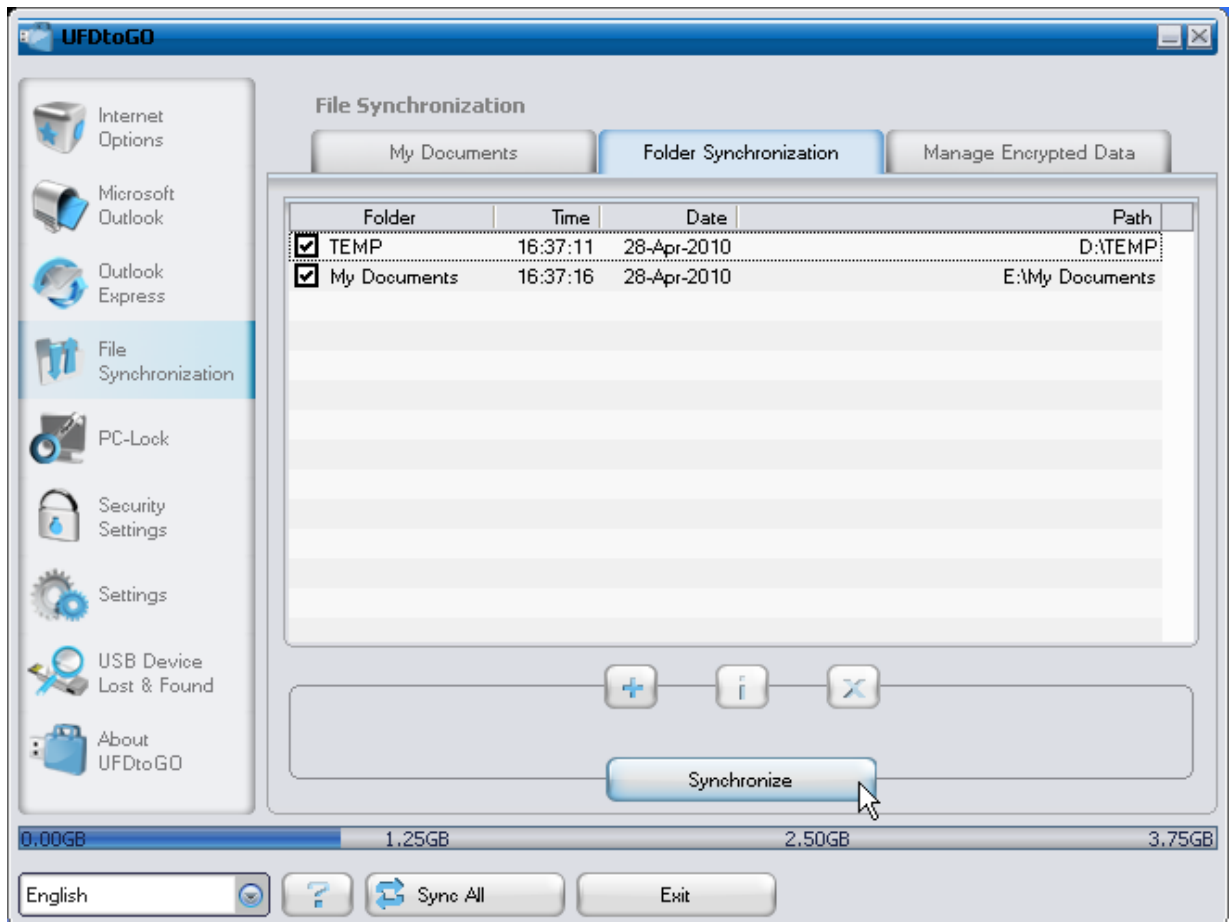 UFDtoGO
Internet
Options
Microsoft
Outlook
Outlook
Express
File
Synchronization
PC-Lock
Security
Settings
Settings
USB Device
Lost & Found
About
UFDtoGO
File Synchronization
My Documents
Folder Synchronization
Manage Encrypted Data
Folder Time Date Path
TEMP 16:37:11 28-Apr-2010 D:\TEMP
My Documents 16:37:16 28-Apr-2010 E:\My Documents
Synchronize
0.00GB 1.25GB 2.50GB 3.75GB
English
Sync All
Exit